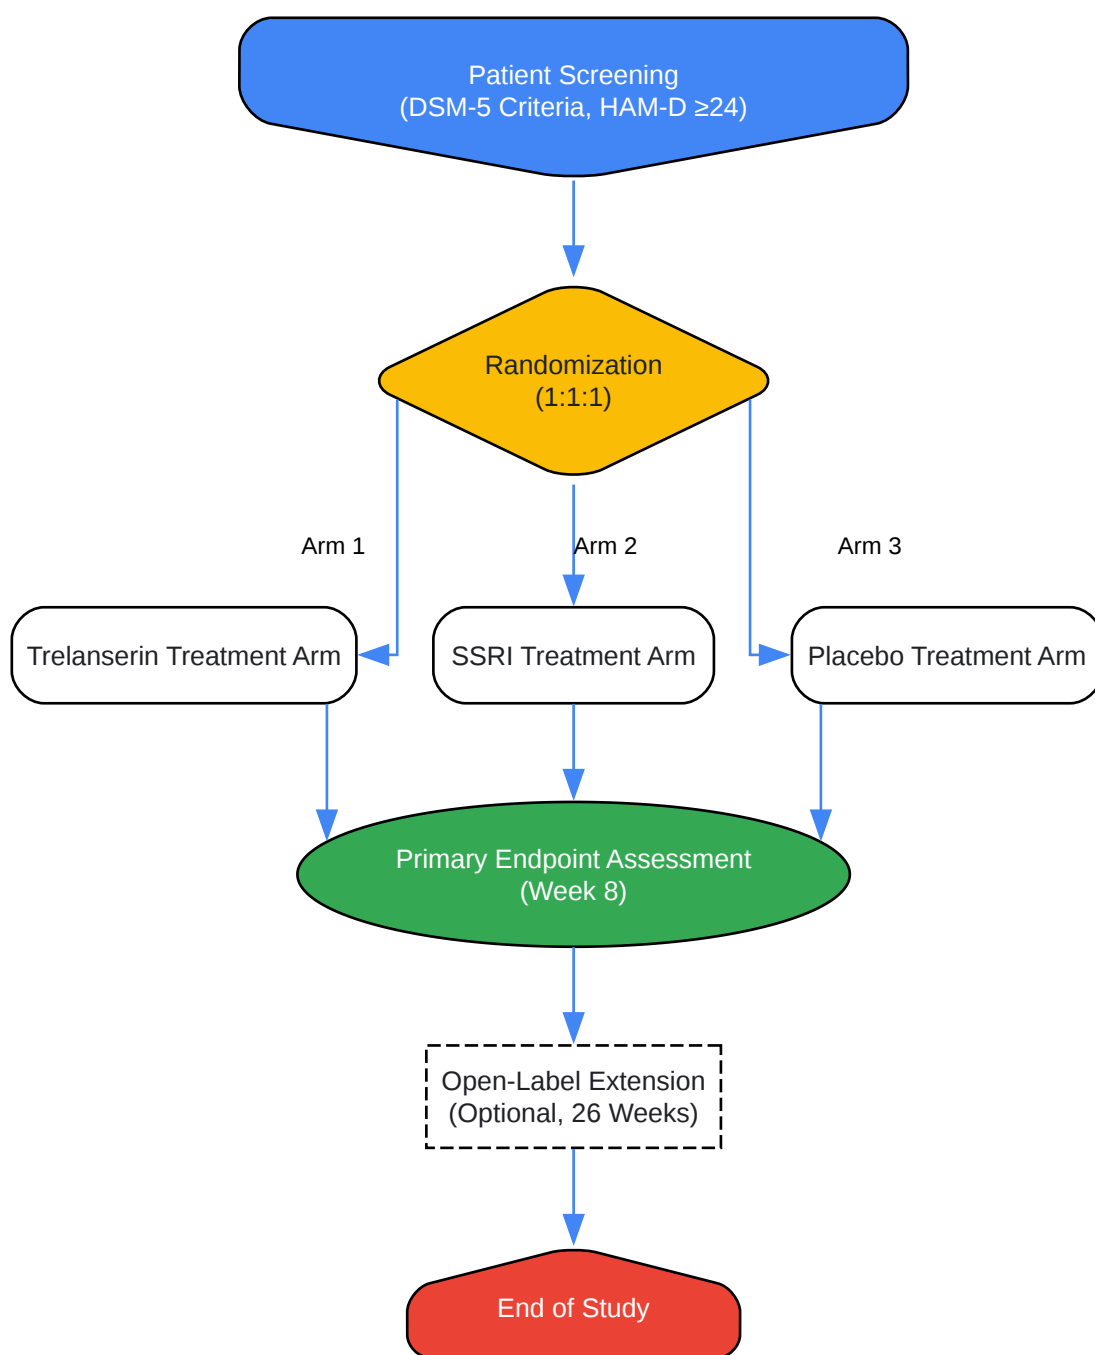 Patient Screening
(DSM-5 Criteria, HAM-D ≥24)
Randomization
(1:1:1)
Arm 1
Arm 2
Arm 3
Trelanserin Treatment Arm
SSRI Treatment Arm
Placebo Treatment Arm
Primary Endpoint Assessment
(Week 8)
Open-Label Extension
(Optional, 26 Weeks)
End of Study